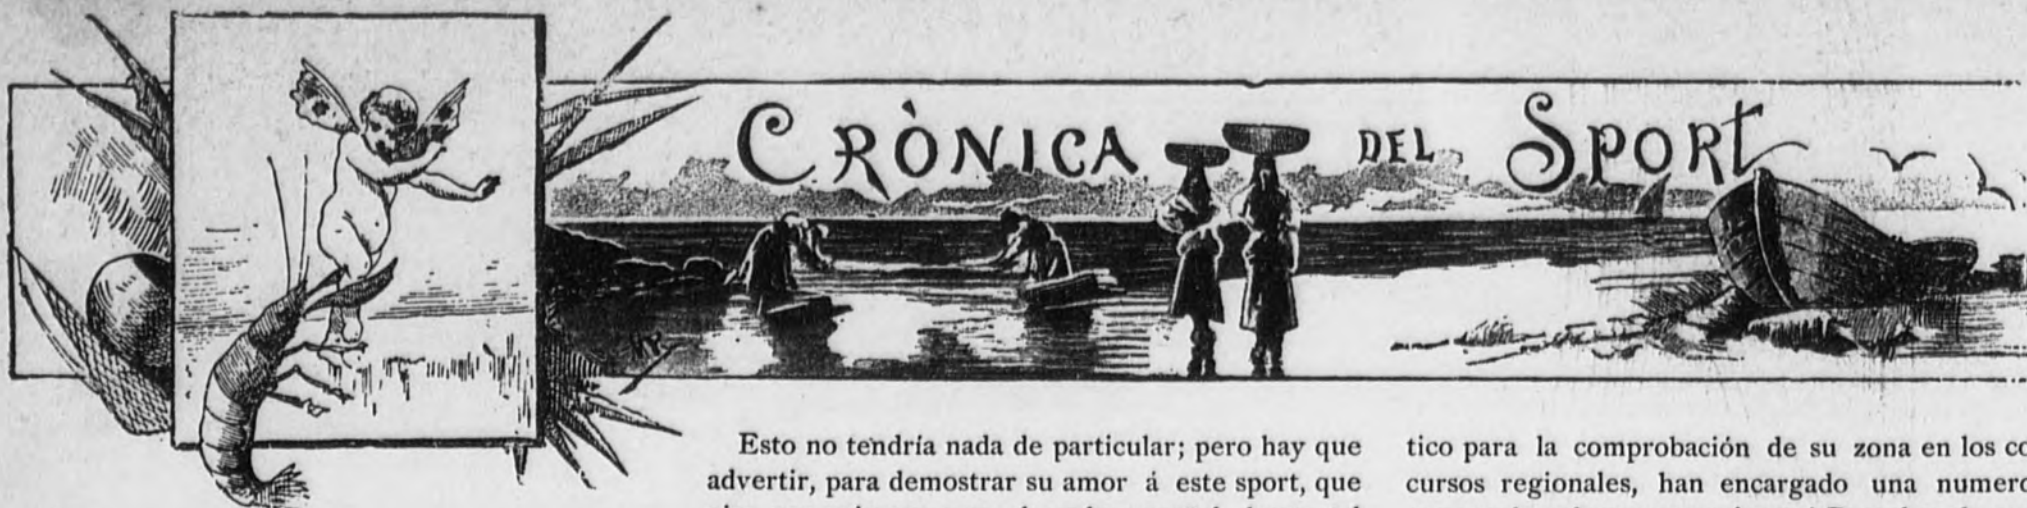 CRÒNICA DEL SPORT
Esto no tendría nada de particular; pero hay que
advertir, para demostrar su amor á este sport, que
tico para la comprobación de su zona en los co
cursos regionales, han encargado una numero